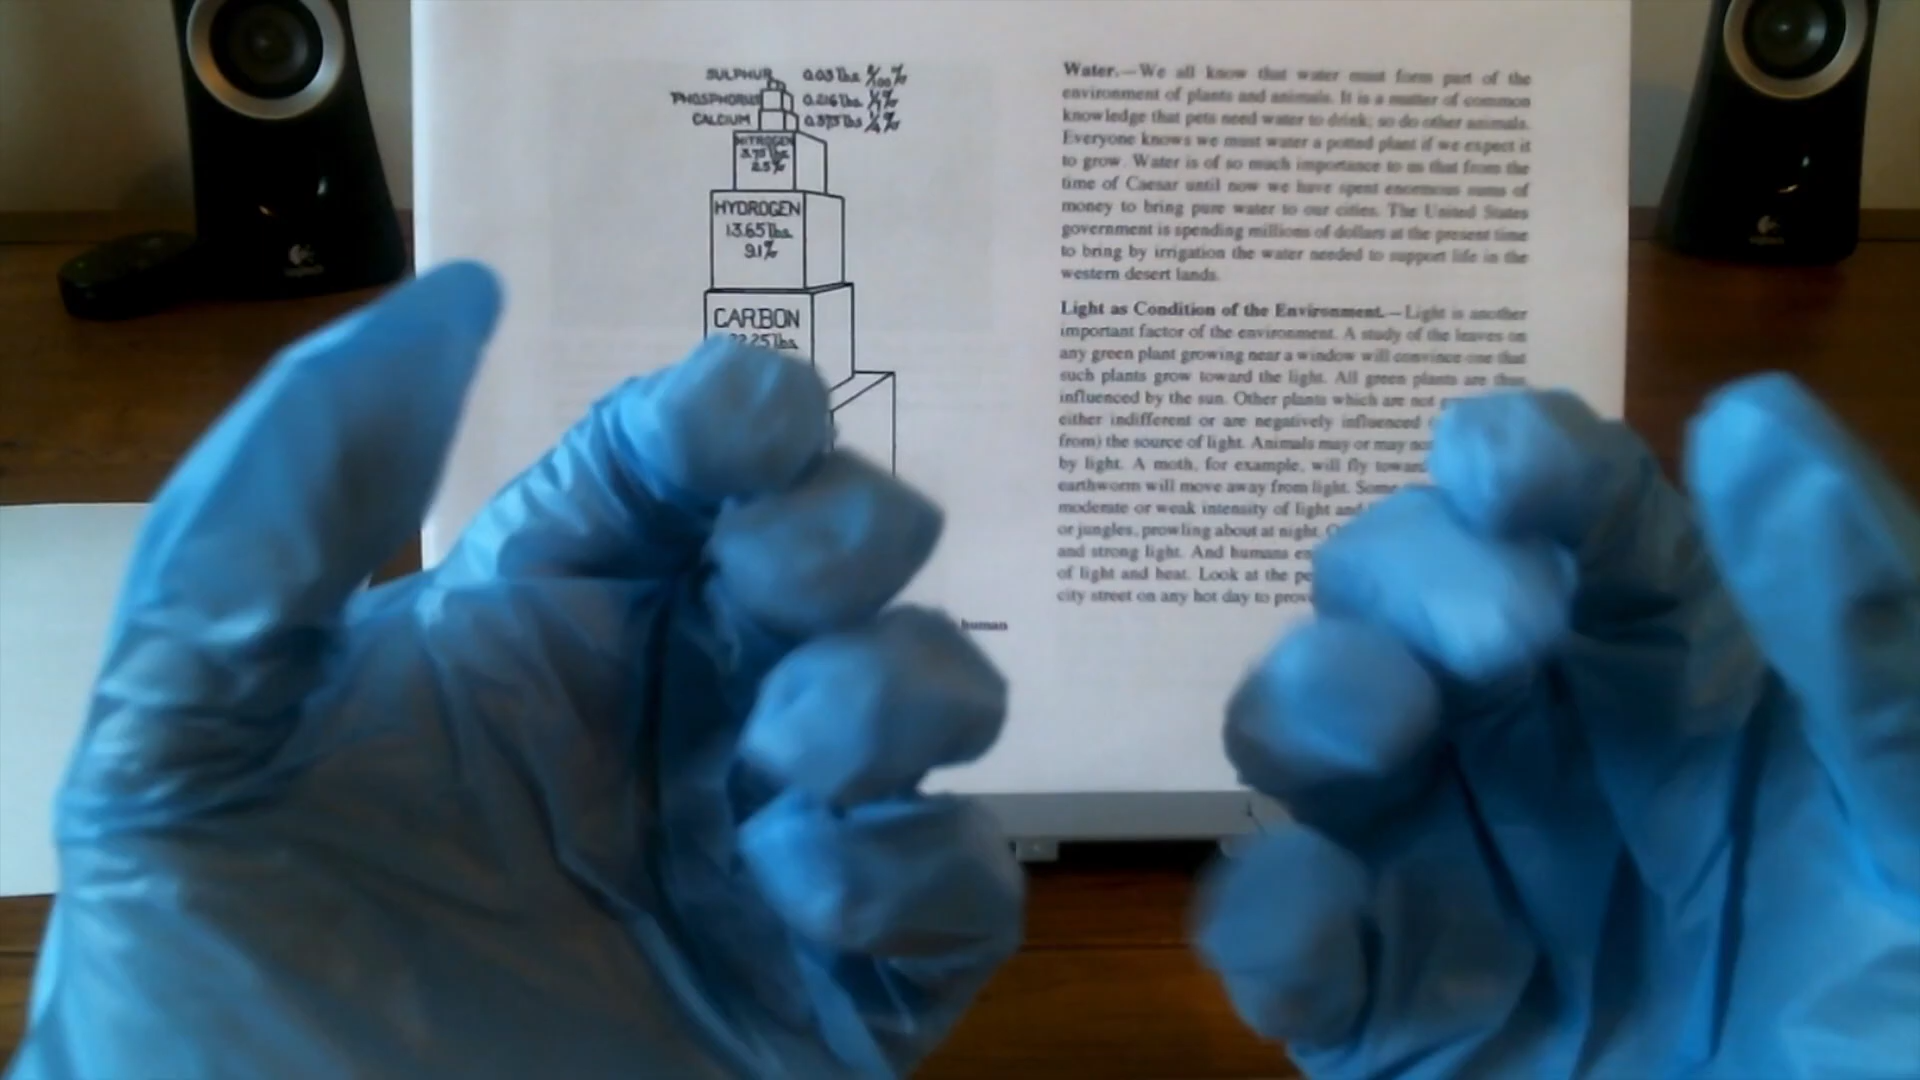 SULPHUR 0.03 lbs
PHOSPHORUS 0.216 lbs
CALCIUM 0.375 lbs
NITROGEN
3.75 lbs
2.5%
HYDROGEN
13.65 lbs
9.1%
CARBON
human
Water.—We all know that water must form part of the
environment of plants and animals. It is a matter of common
knowledge that pets need water to drink; so do other animals.
Everyone knows we must water a potted plant if we expect it
to grow. Water is of so much importance to us that from the
time of Caesar until now we have spent enormous sums of
money to bring pure water to our cities. The United States
government is spending millions of dollars at the present time
to bring by irrigation the water needed to support life in the
western desert lands.
Light as Condition of the Environment.—Light is another
important factor of the environment. A study of the leaves on
any green plant growing near a window will convince one that
such plants grow toward the light. All green plants are thus
influenced by the sun. Other plants which are not
either indifferent or are negatively influenced
from) the source of light. Animals may or may
by light. A moth, for example, will fly
earthworm will move away from light. Some
moderate or weak intensity of light and
or jungles, prowling about at night.
and strong light. And humans
of light and heat. Look at the
city street on any hot day to
logitech
logitech